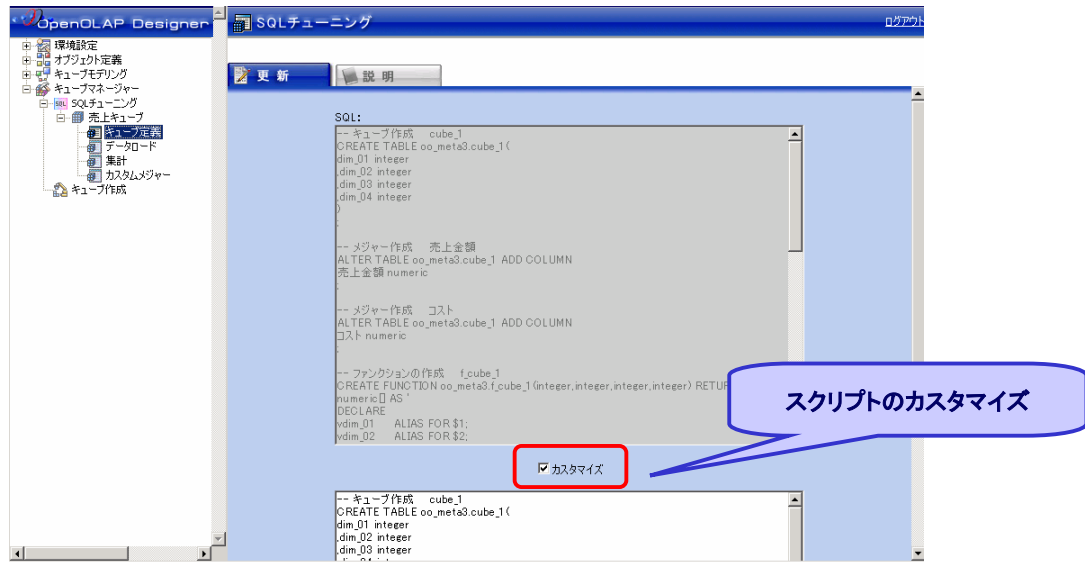 OpenOLAP Designer
SQLチューニング
ログアウト
環境設定
オブジェクト定義
キューブモデリング
キューブマネージャー
SQL SQLチューニング
売上キューブ
キューブ定義
データロード
集計
カスタムメジャー
キューブ作成
更 新
説 明
SQL:
-- キューブ作成 cube_1
CREATE TABLE oo_meta3.cube_1(
dim_01 integer
,dim_02 integer
,dim_03 integer
,dim_04 integer
)
;
-- メジャー作成 売上金額
ALTER TABLE oo_meta3.cube_1 ADD COLUMN
売上金額 numeric
;
-- メジャー作成 コスト
ALTER TABLE oo_meta3.cube_1 ADD COLUMN
コスト numeric
;
-- ファンクションの作成 f_cube_1
CREATE FUNCTION oo_meta3.f_cube_1(integer,integer,integer,integer) RETU
numeric[] AS '
DECLARE
vdim_01 ALIAS FOR $1;
vdim_02 ALIAS FOR $2;
スクリプトのカスタマイズ
カスタマイズ
-- キューブ作成 cube_1
CREATE TABLE oo_meta3.cube_1(
dim_01 integer
,dim_02 integer
,dim_03 integer